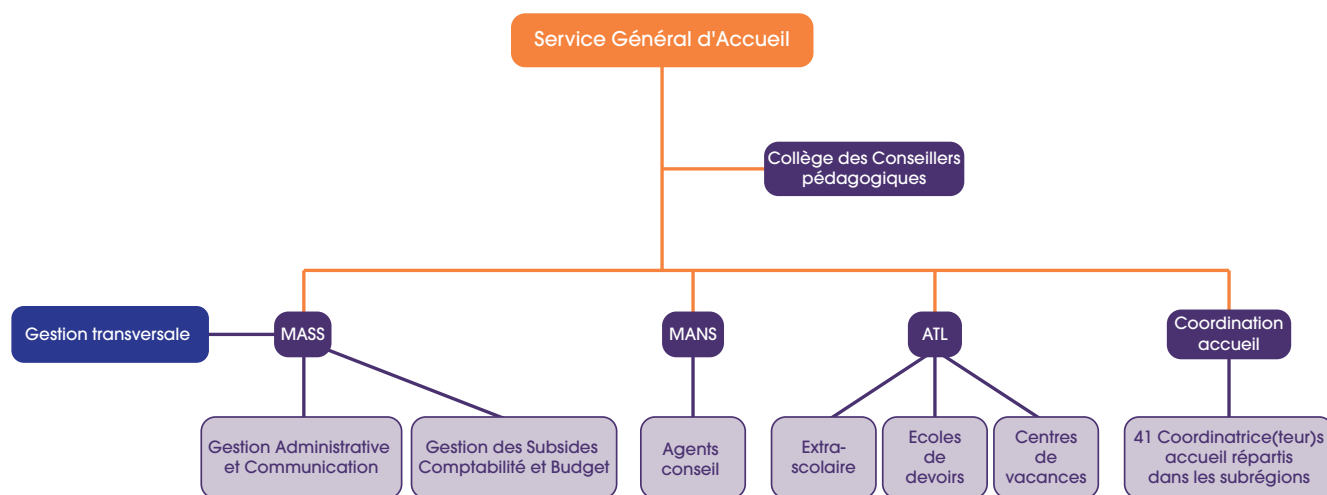 Service Général d'Accueil
Collège des Conseillers
pédagogiques
Gestion transversale
MASS
MANS
ATL
Coordination
accueil
Gestion Administrative
et Communication
Gestion des Subsides
Comptabilité et Budget
Agents
conseil
Extra-
scolaire
Ecoles
de
devoirs
Centres
de
vacances
41 Coordinatrice(teur)s
accueil répartis
dans les subrégions